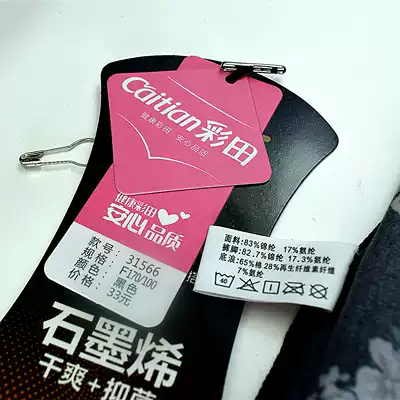 Caitian彩田
健康彩田 安心品质
健康彩田
安心品质
款号: 31566
规格: F170/100
颜色: 黑色
价格: 33元
石墨烯
干爽+抑菌
面料:83%锦纶 17%氨纶
裤脚:82.7%锦纶 17.3%氨纶
底浪:65%棉 28%再生纤维素纤维
7%氨纶
40